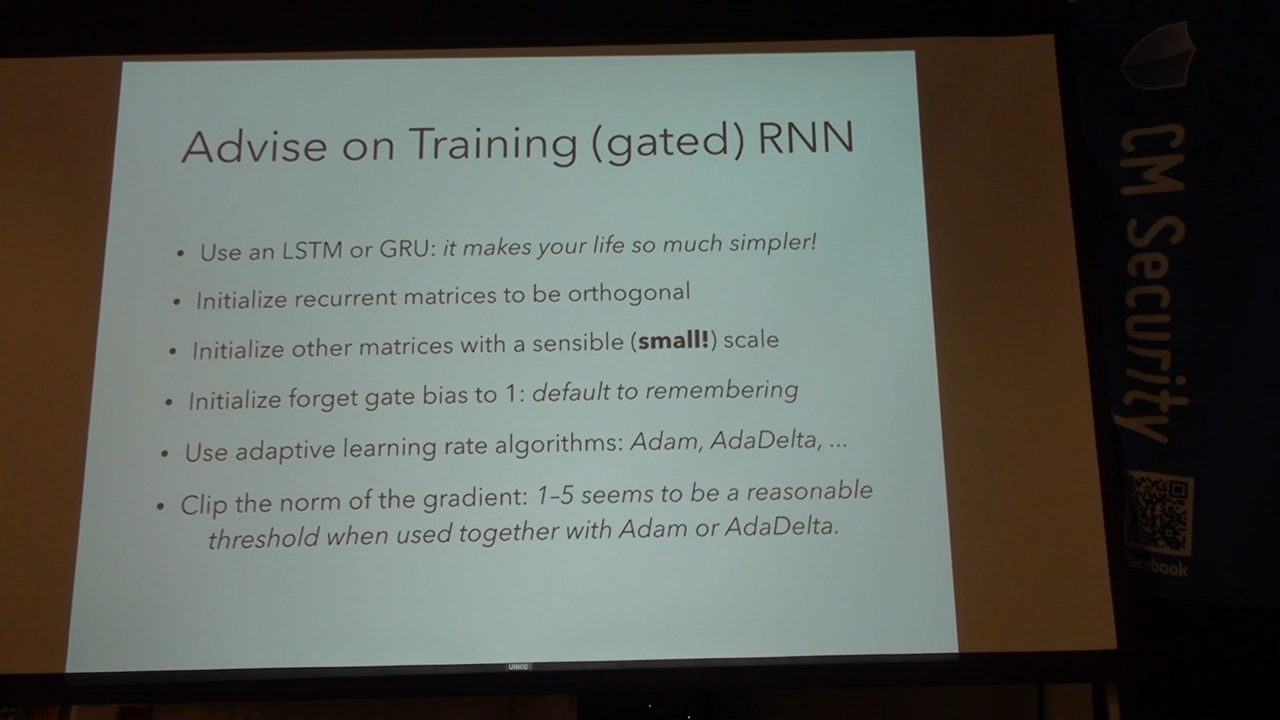 Advise on Training (gated) RNN
• Use an LSTM or GRU: it makes your life so much simpler!
• Initialize recurrent matrices to be orthogonal
• Initialize other matrices with a sensible (small!) scale
• Initialize forget gate bias to 1: default to remembering
• Use adaptive learning rate algorithms: Adam, AdaDelta, ...
• Clip the norm of the gradient: 1–5 seems to be a reasonable
threshold when used together with Adam or AdaDelta.
CM Security